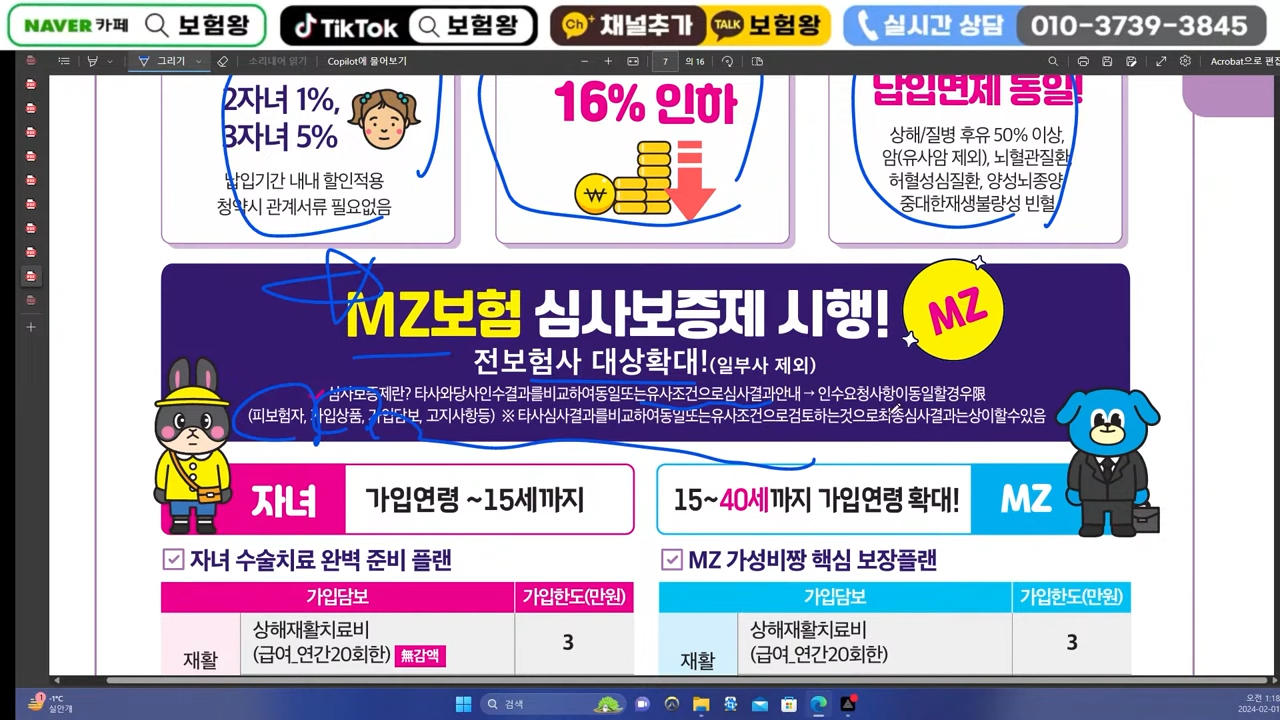 NAVER 카페 보험왕 TikTok 보험왕 Ch+ 채널추가 TALK 보험왕 실시간 상담 010-3739-3845
그리기 소리내어 읽기 Copilot에 물어보기 7 의 16 Acrobat으로 편집
2자녀 1%,
3자녀 5%
납입기간 내내 할인적용
청약시 관계서류 필요없음
16% 인하
₩
납입면제 동일!
상해/질병 후유 50% 이상,
암(유사암 제외), 뇌혈관질환
허혈성심질환, 양성뇌종양
중대한재생불량성 빈혈
MZ보험 심사보증제 시행!
MZ
전보험사 대상확대!(일부사 제외)
심사보증제란? 타사와당사인수결과를비교하여동일또는유사조건으로심사결과안내 → 인수요청사항이동일할경우限
(피보험자, 가입상품, 가입담보, 고지사항등) ※ 타사심사결과를비교하여동일또는유사조건으로검토하는것으로최종심사결과는상이할수있음
자녀 가입연령 ~15세까지
15~40세까지 가입연령 확대! MZ
자녀 수술치료 완벽 준비 플랜
가입담보 가입한도(만원)
재활 상해재활치료비 3
(급여_연간20회한) 無감액
MZ 가성비짱 핵심 보장플랜
가입담보 가입한도(만원)
재활 상해재활치료비 3
(급여_연간20회한)
1 -1°C
실안개
검색
오전 1:18
2024-02-01